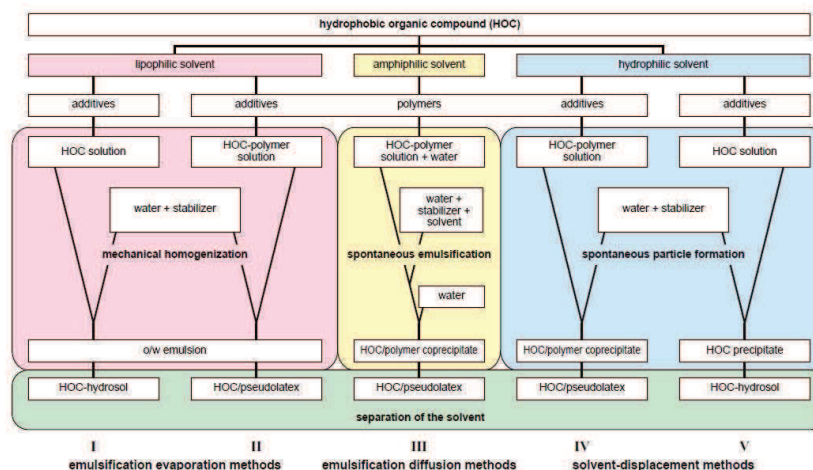 hydrophobic organic compound (HOC)
lipophilic solvent
amphiphilic solvent
hydrophilic solvent
additives
additives
polymers
additives
additives
HOC solution
HOC-polymer
solution
HOC-polymer
solution + water
HOC-polymer
solution
HOC solution
water + stabilizer
water +
stabilizer +
solvent
water + stabilizer
mechanical homogenization
spontaneous emulsification
spontaneous particle formation
water
o/w emulsion
HOC/polymer coprecipitate
HOC/polymer coprecipitate
HOC precipitate
HOC-hydrosol
HOC/pseudolatex
HOC/pseudolatex
HOC/pseudolatex
HOC-hydrosol
separation of the solvent
I
II
III
IV
V
emulsification evaporation methods
emulsification diffusion methods
solvent-displacement methods